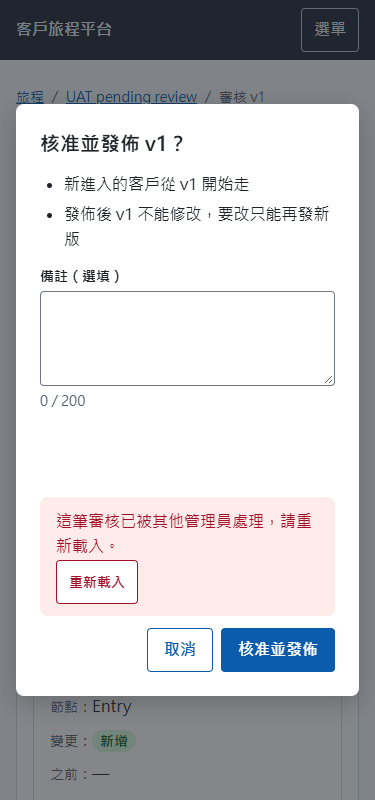 客戶旅程平台
選單
旅程 / UAT pending review / 審核 v1
核准並發佈 v1？
• 新進入的客戶從 v1 開始走
• 發佈後 v1 不能修改，要改只能再發新
版
備註（選填）
0 / 200
這筆審核已被其他管理員處理，請重
新載入。
重新載入
取消
核准並發佈
節點：Entry
變更：新增
之前：—